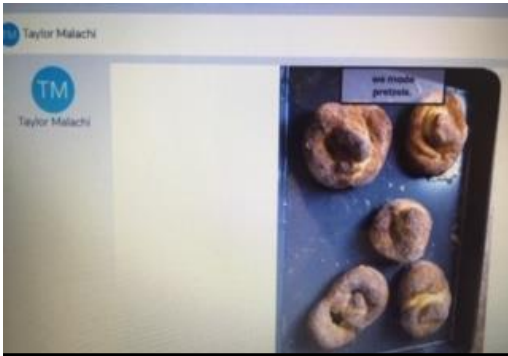 TM Taylor Malachi
TM
Taylor Malachi
we made
pretzels.